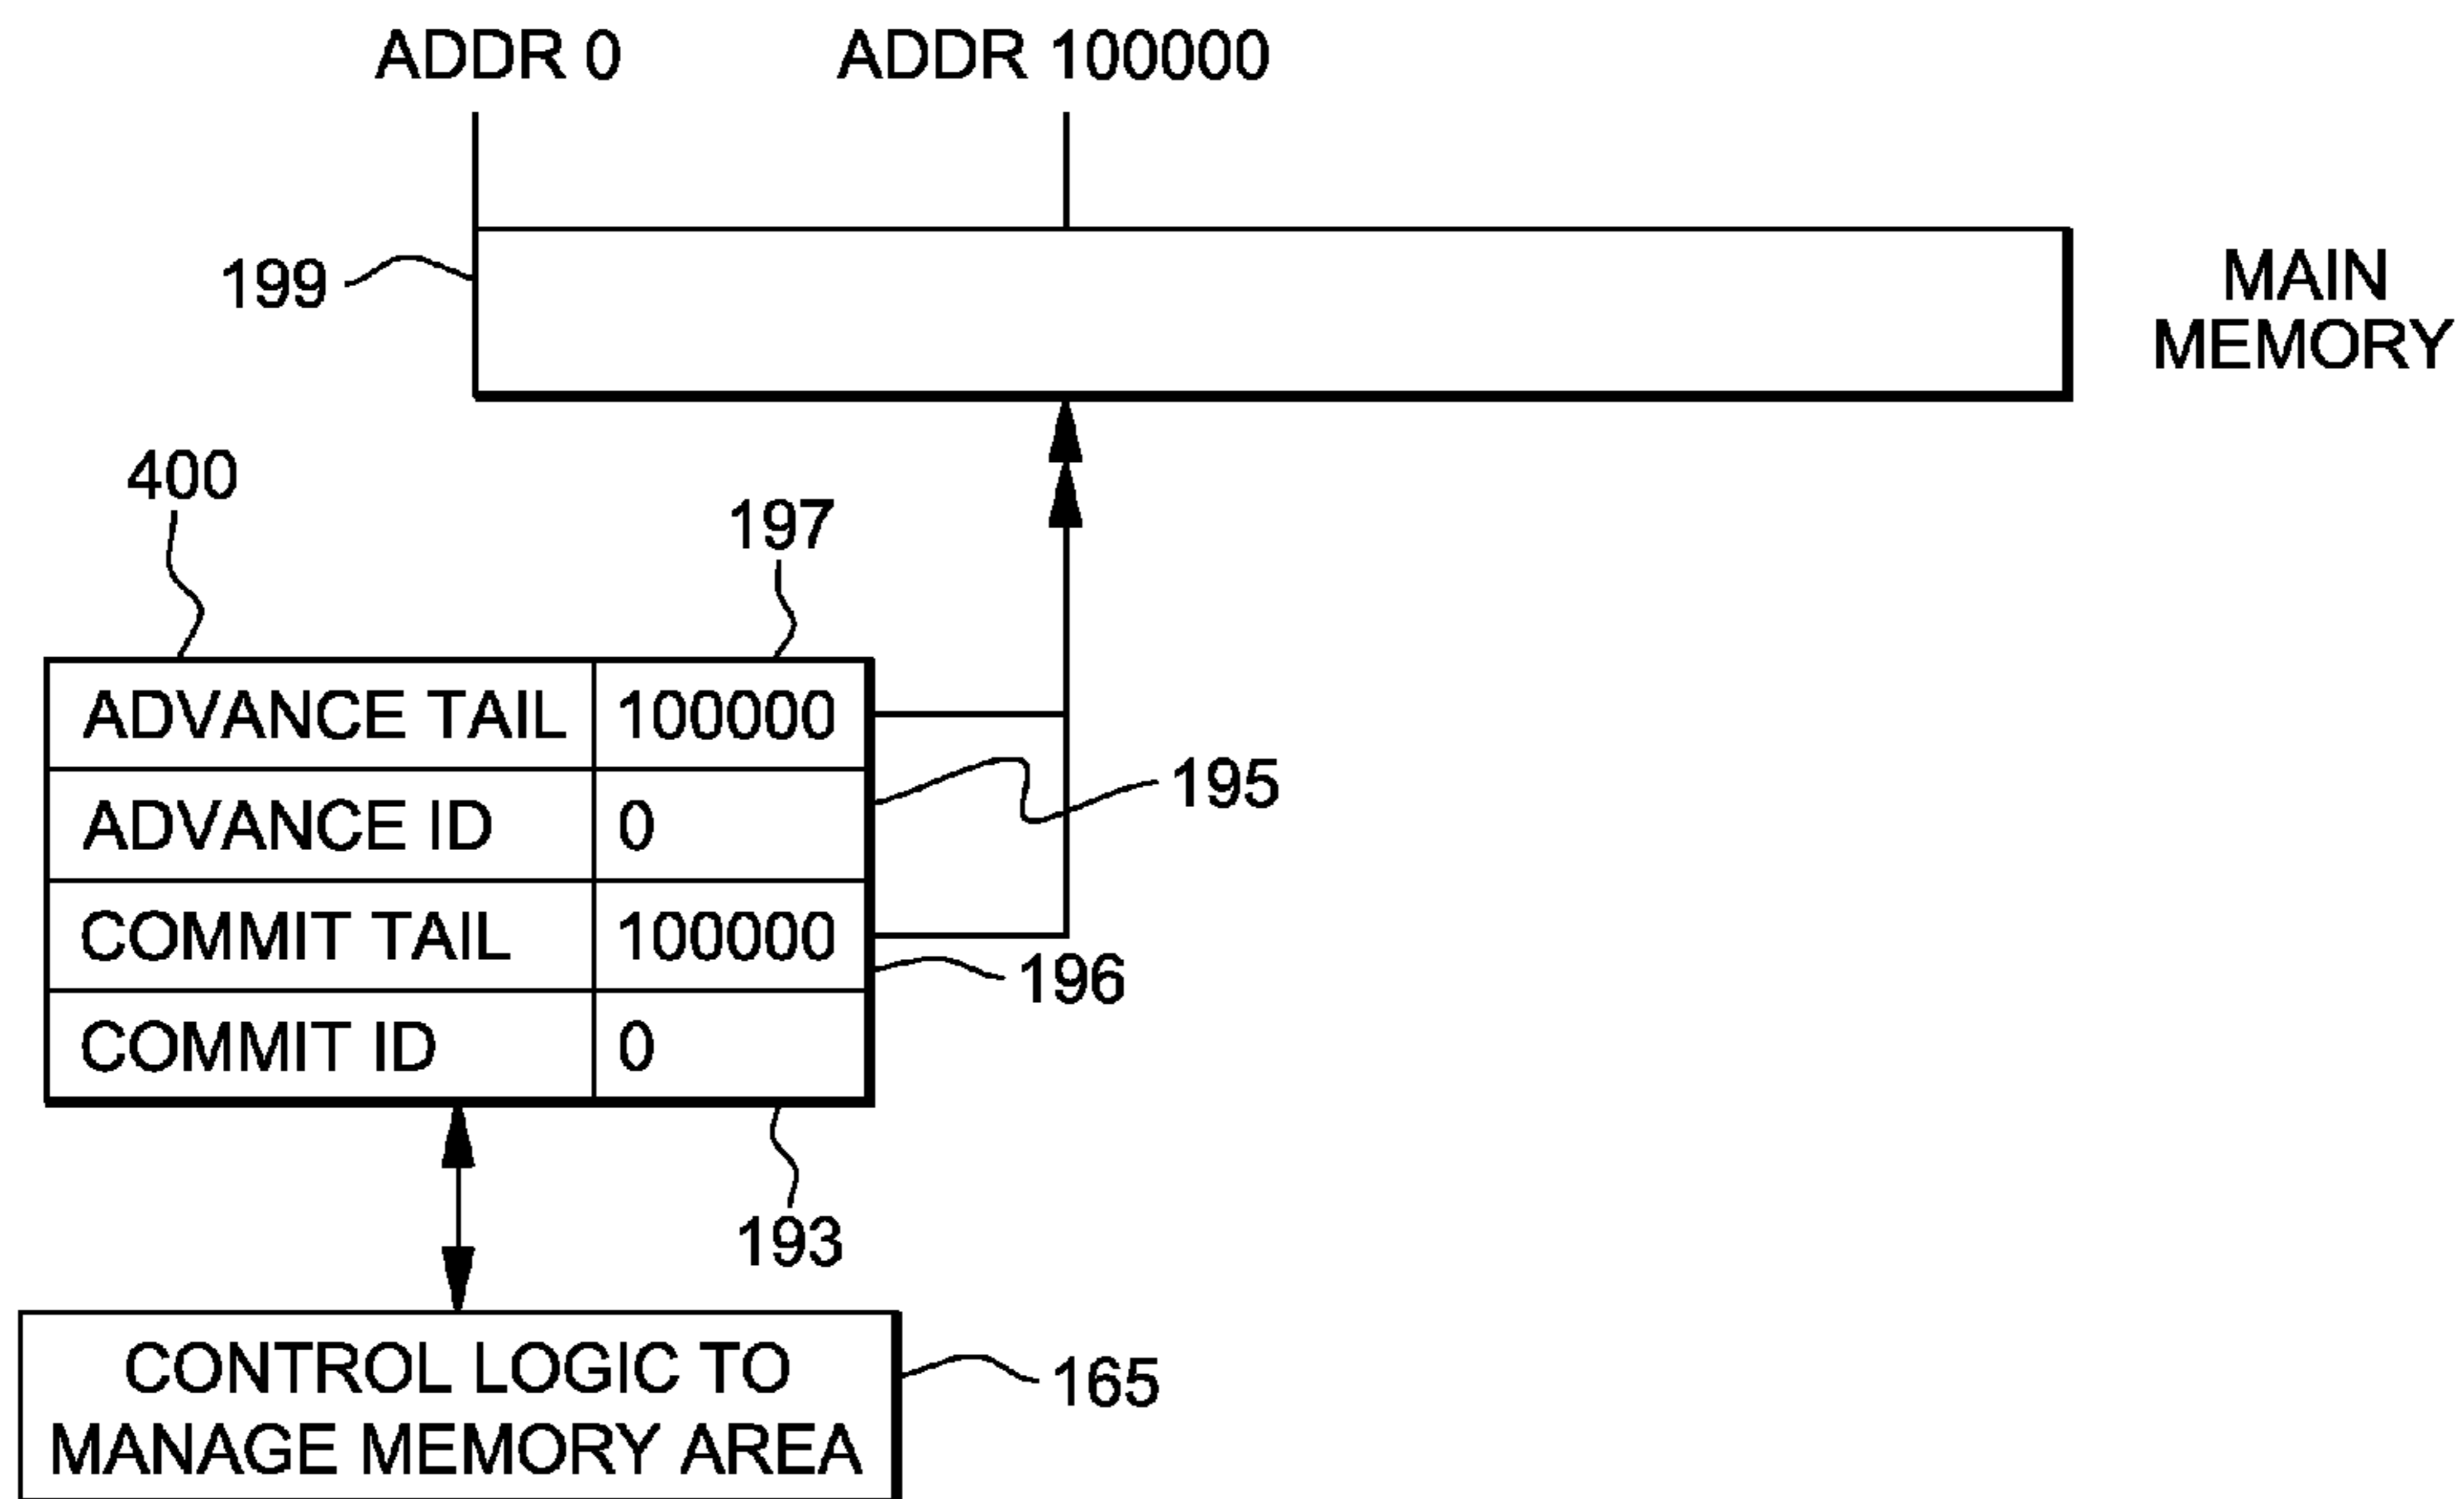 ADDR 0 ADDR 100000
199
MAIN
MEMORY
400
197
ADVANCE TAIL 100000
195
ADVANCE ID 0
COMMIT TAIL 100000
196
COMMIT ID 0
193
CONTROL LOGIC TO
MANAGE MEMORY AREA
165